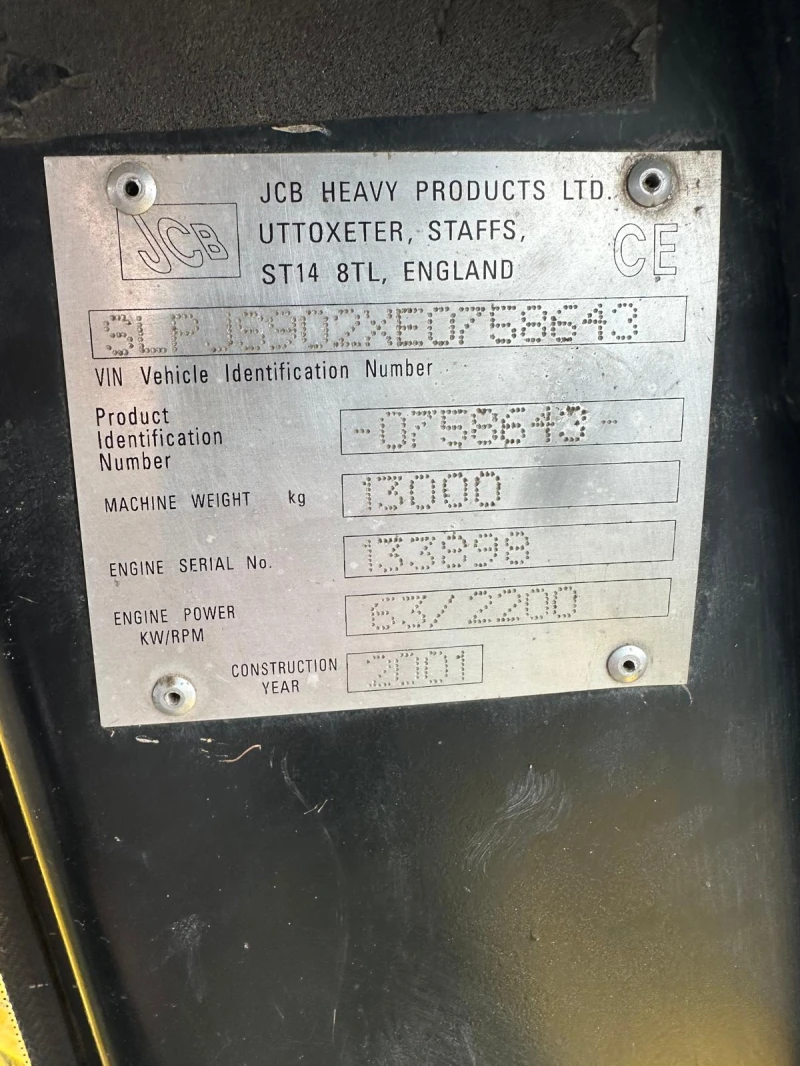 JCB HEAVY PRODUCTS LTD.
JCB
UTTOXETER, STAFFS,
CE
ST14 8TL, ENGLAND
SLPJS902XE0758643
VIN Vehicle Identification Number
Product
Identification
Number
-0758643-
MACHINE WEIGHT kg 13000
ENGINE SERIAL No. 133898
ENGINE POWER
KW/RPM
63/2200
CONSTRUCTION
YEAR
2001